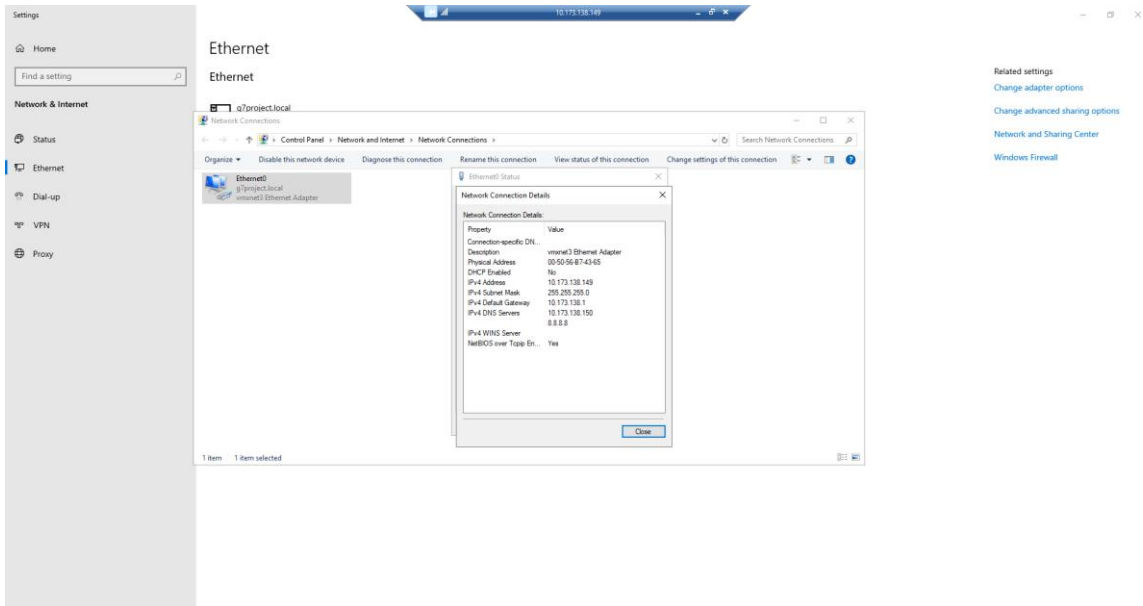 Settings
10.173.138.149
Home
Find a setting
Network & Internet
Status
Ethernet
Dial-up
VPN
Proxy
Ethernet
Ethernet
g7project.local
Related settings
Change adapter options
Change advanced sharing options
Network and Sharing Center
Windows Firewall
Network Connections
Control Panel > Network and Internet > Network Connections >
Search Network Connections
Organize Disable this network device Diagnose this connection Rename this connection View status of this connection Change settings of this connection
Ethernet0
g7project.local
vmxnet3 Ethernet Adapter
Ethernet0 Status
Network Connection Details
Network Connection Details:
Property Value
Connection-specific DN...
Description vmxnet3 Ethernet Adapter
Physical Address 00-50-56-B7-43-65
DHCP Enabled No
IPv4 Address 10.173.138.149
IPv4 Subnet Mask 255.255.255.0
IPv4 Default Gateway 10.173.138.1
IPv4 DNS Servers 10.173.138.150
8.8.8.8
IPv4 WINS Server
NetBIOS over Tcpip En... Yes
Close
1 item 1 item selected